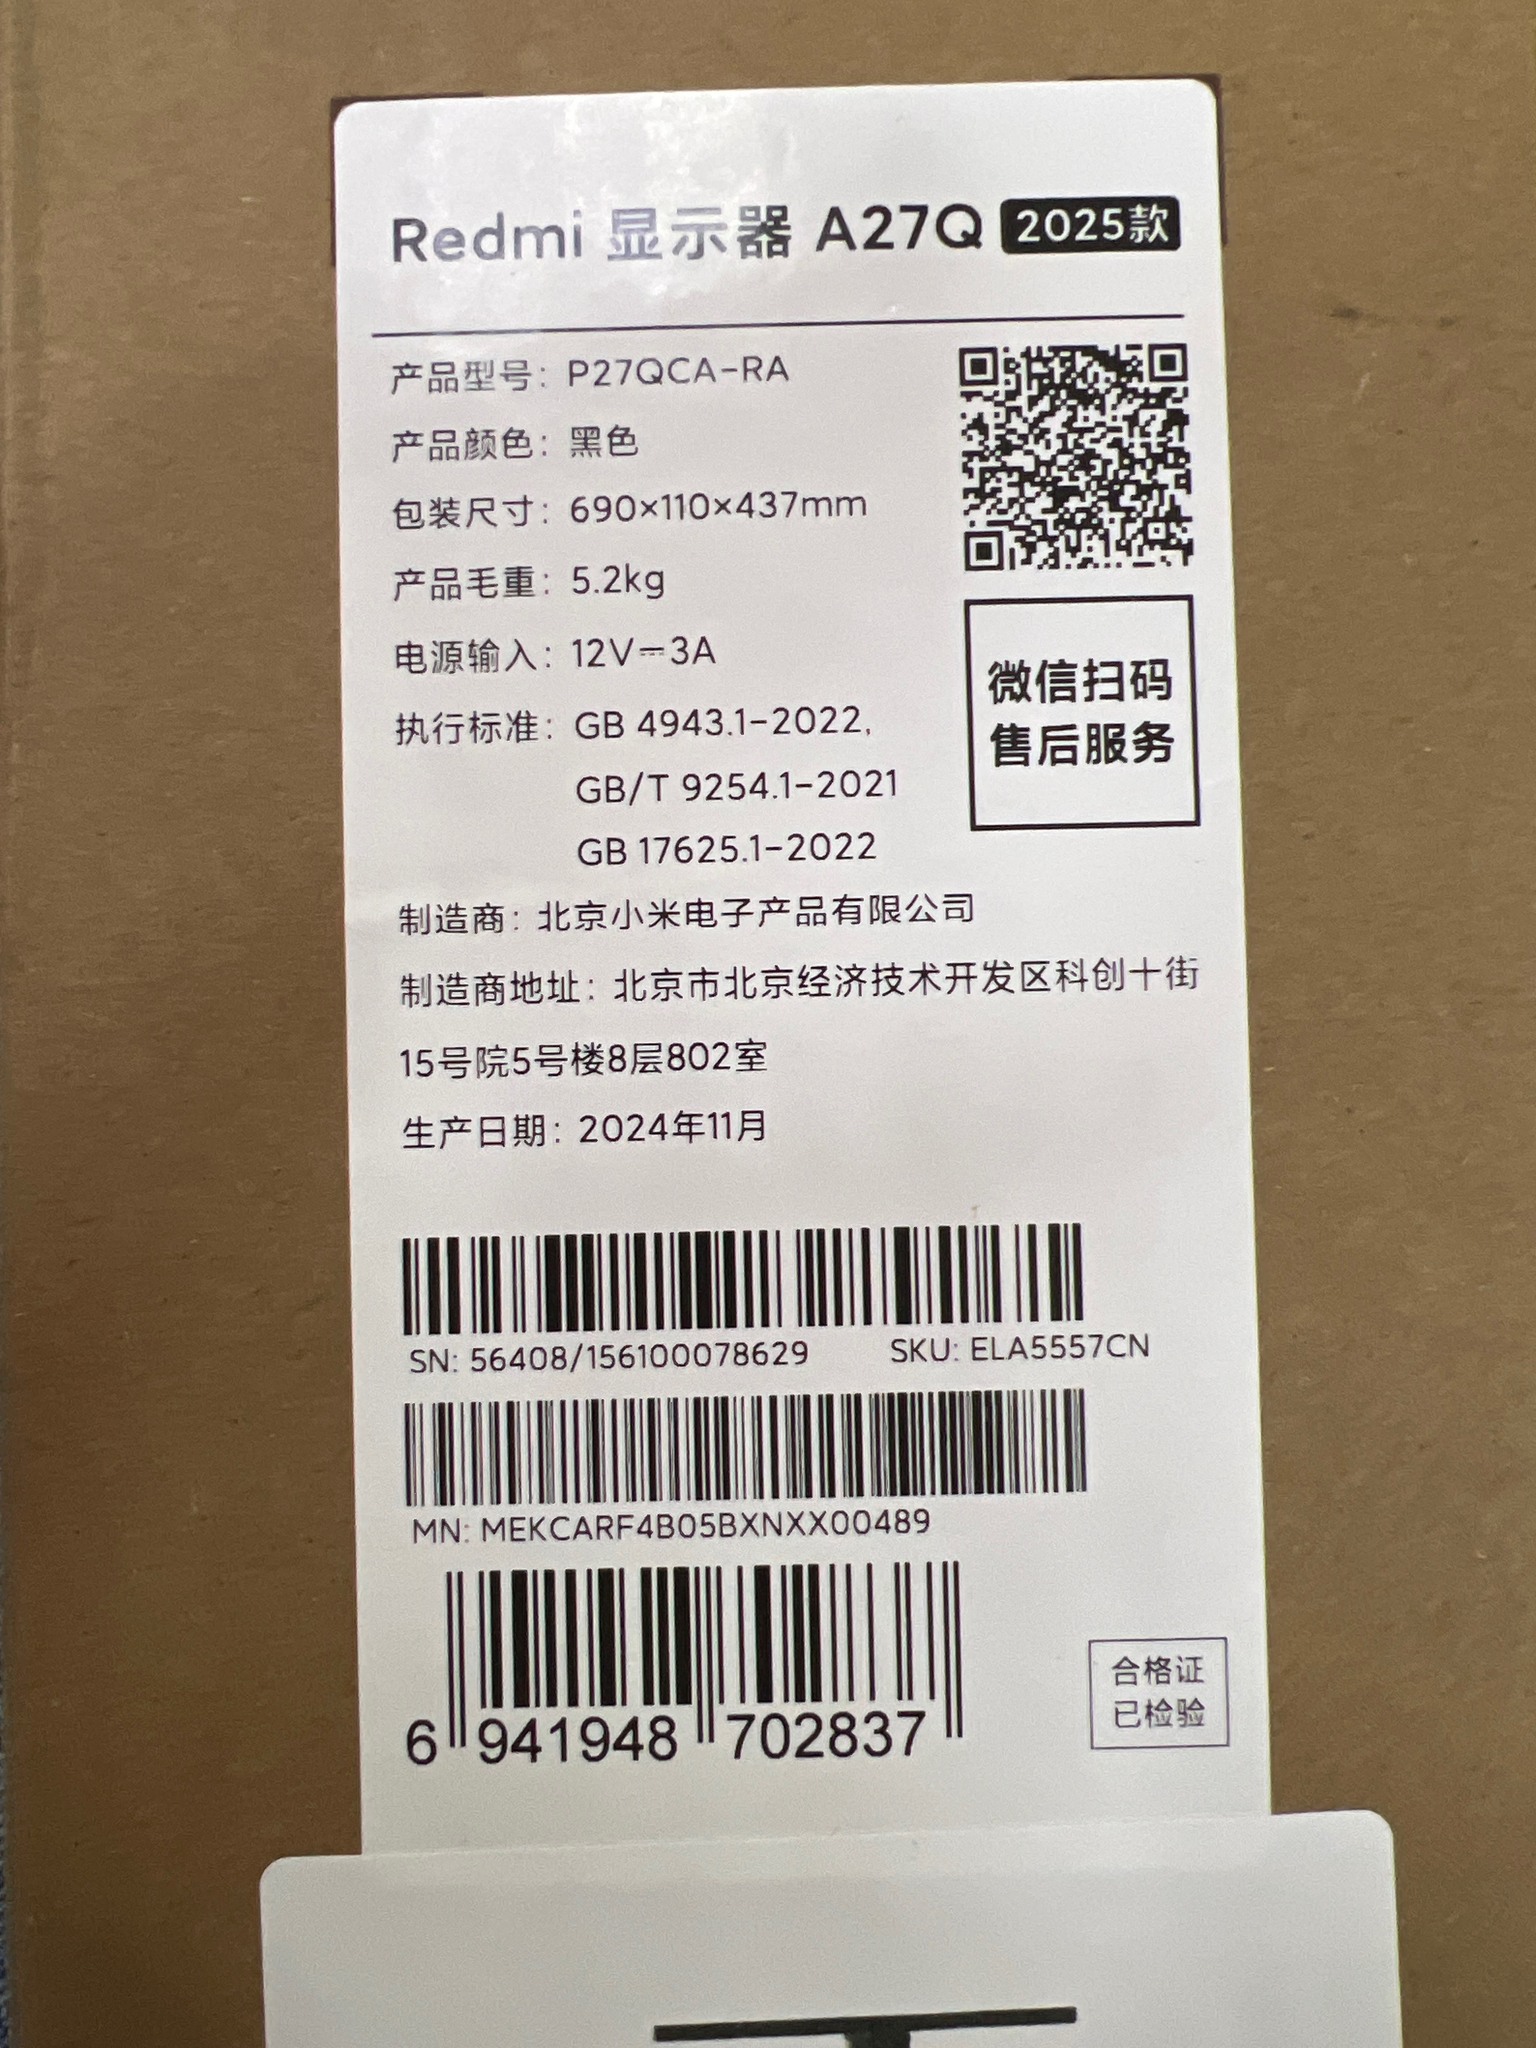 Redmi 显示器 A27Q 2025款
产品型号：P27QCA-RA
产品颜色：黑色
包装尺寸：690×110×437mm
产品毛重：5.2kg
电源输入：12V⎓3A
执行标准：GB 4943.1-2022,
GB/T 9254.1-2021
GB 17625.1-2022
微信扫码
售后服务
制造商：北京小米电子产品有限公司
制造商地址：北京市北京经济技术开发区科创十街
15号院5号楼8层802室
生产日期：2024年11月
SN: 56408/156100078629 SKU: ELA5557CN
MN: MEKCARF4B05BXNXX00489
6 941948 702837
合格证
已检验